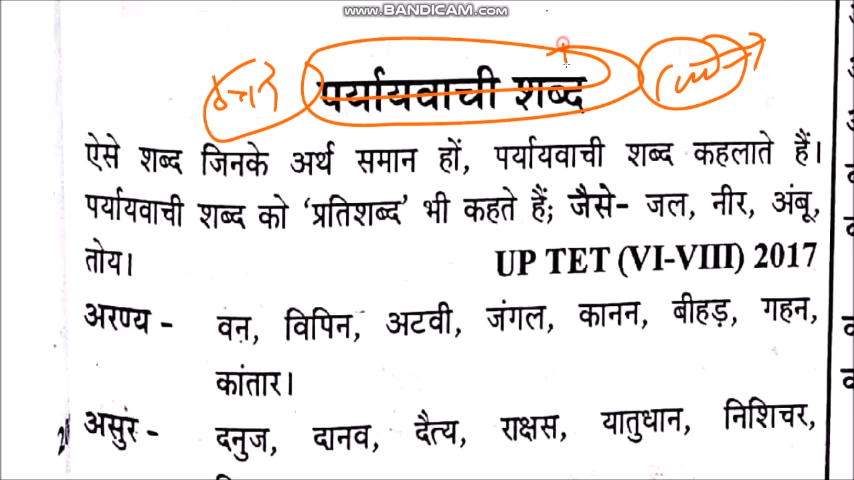 www.BANDICAM.com
पर्यायवाची शब्द
ऐसे शब्द जिनके अर्थ समान हों, पर्यायवाची शब्द कहलाते हैं।
पर्यायवाची शब्द को ‘प्रतिशब्द’ भी कहते हैं; जैसे- जल, नीर, अंबू,
तोय। UP TET (VI-VIII) 2017
अरण्य - वन, विपिन, अटवी, जंगल, कानन, बीहड़, गहन,
कांतार।
असुर - दनुज, दानव, दैत्य, राक्षस, यातुधान, निशिचर,